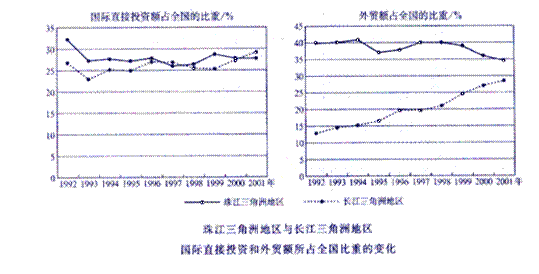 国际直接投资额占全国的比重/%
35
30
25
20
15
10
5
0
1992 1993 1994 1995 1996 1997 1998 1999 2000 2001年
外贸额占全国的比重/%
45
40
35
30
25
20
15
10
5
0
1992 1993 1994 1995 1996 1997 1998 1999 2000 2001年
珠江三角洲地区 长江三角洲地区
珠江三角洲地区与长江三角洲地区
国际直接投资和外贸额所占全国比重的变化